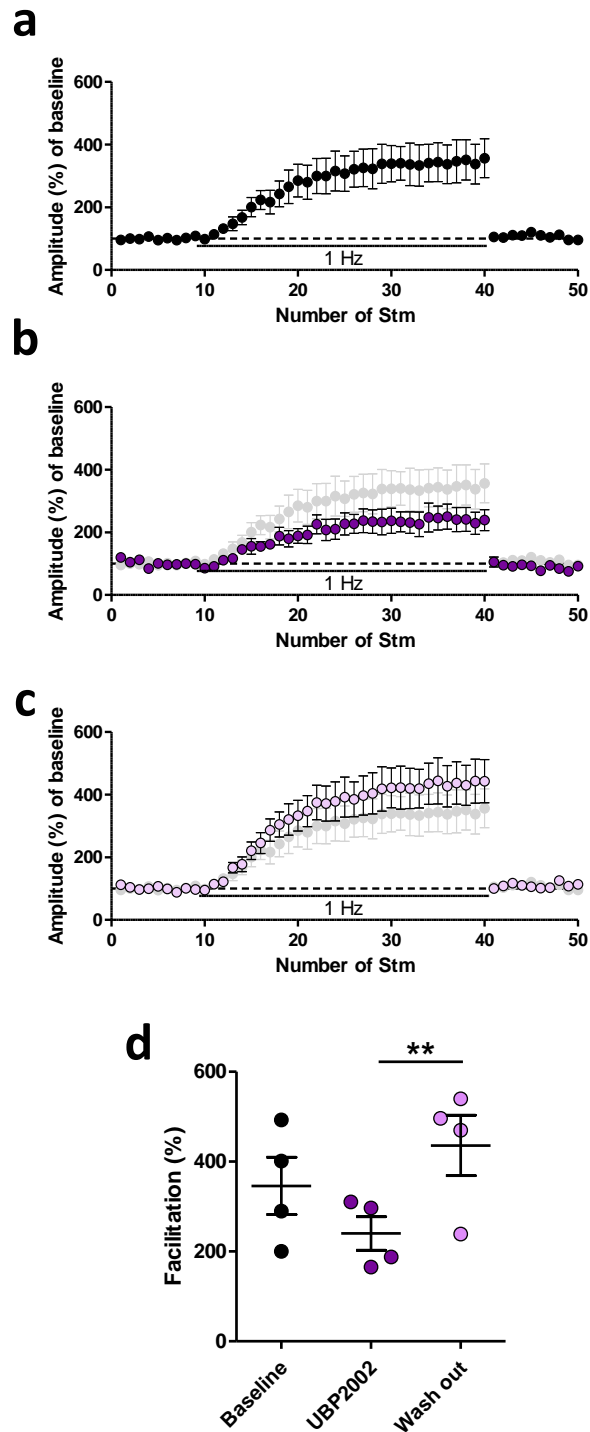 a
Amplitude (%) of baseline
600
400
200
0
1 Hz
0 10 20 30 40 50
Number of Stm
b
Amplitude (%) of baseline
600
400
200
0
1 Hz
0 10 20 30 40 50
Number of Stm
c
Amplitude (%) of baseline
600
400
200
0
1 Hz
0 10 20 30 40 50
Number of Stm
d
**
Facilitation (%)
600
400
200
0
Baseline
UBP2002
Wash out